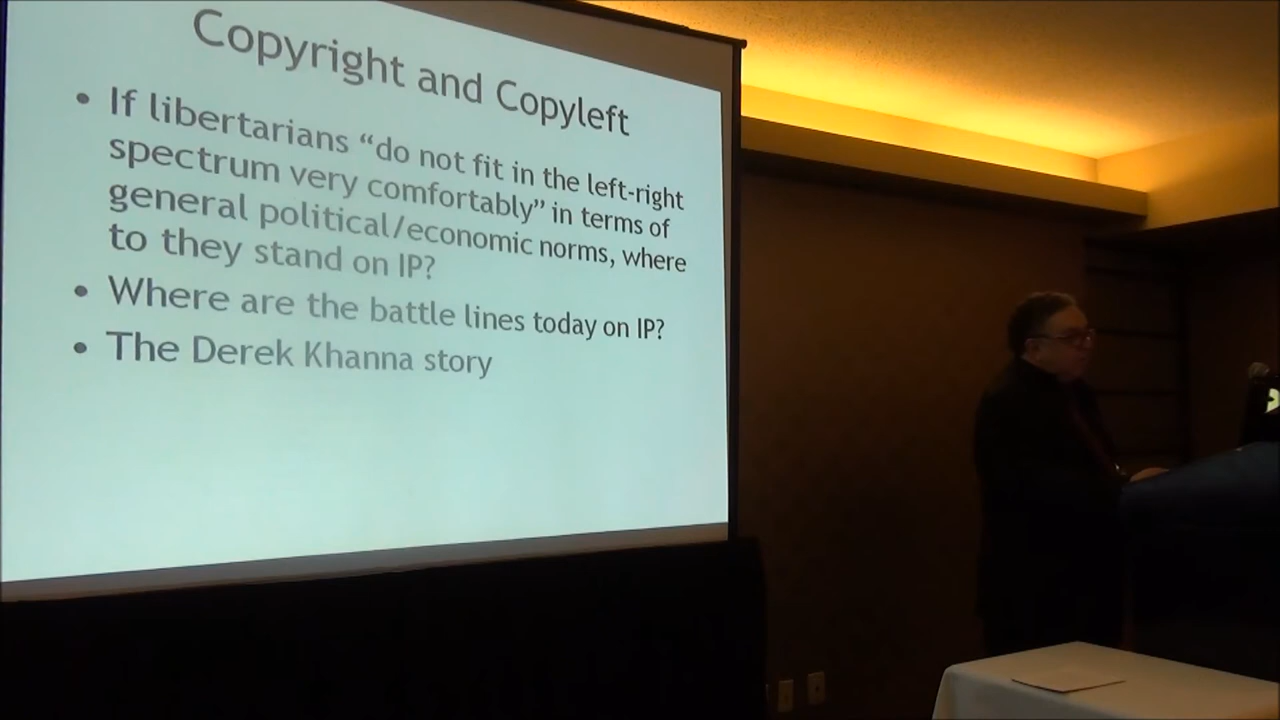 Copyright and Copyleft
• If libertarians “do not fit in the left-right
spectrum very comfortably” in terms of
general political/economic norms, where
to they stand on IP?
• Where are the battle lines today on IP?
• The Derek Khanna story